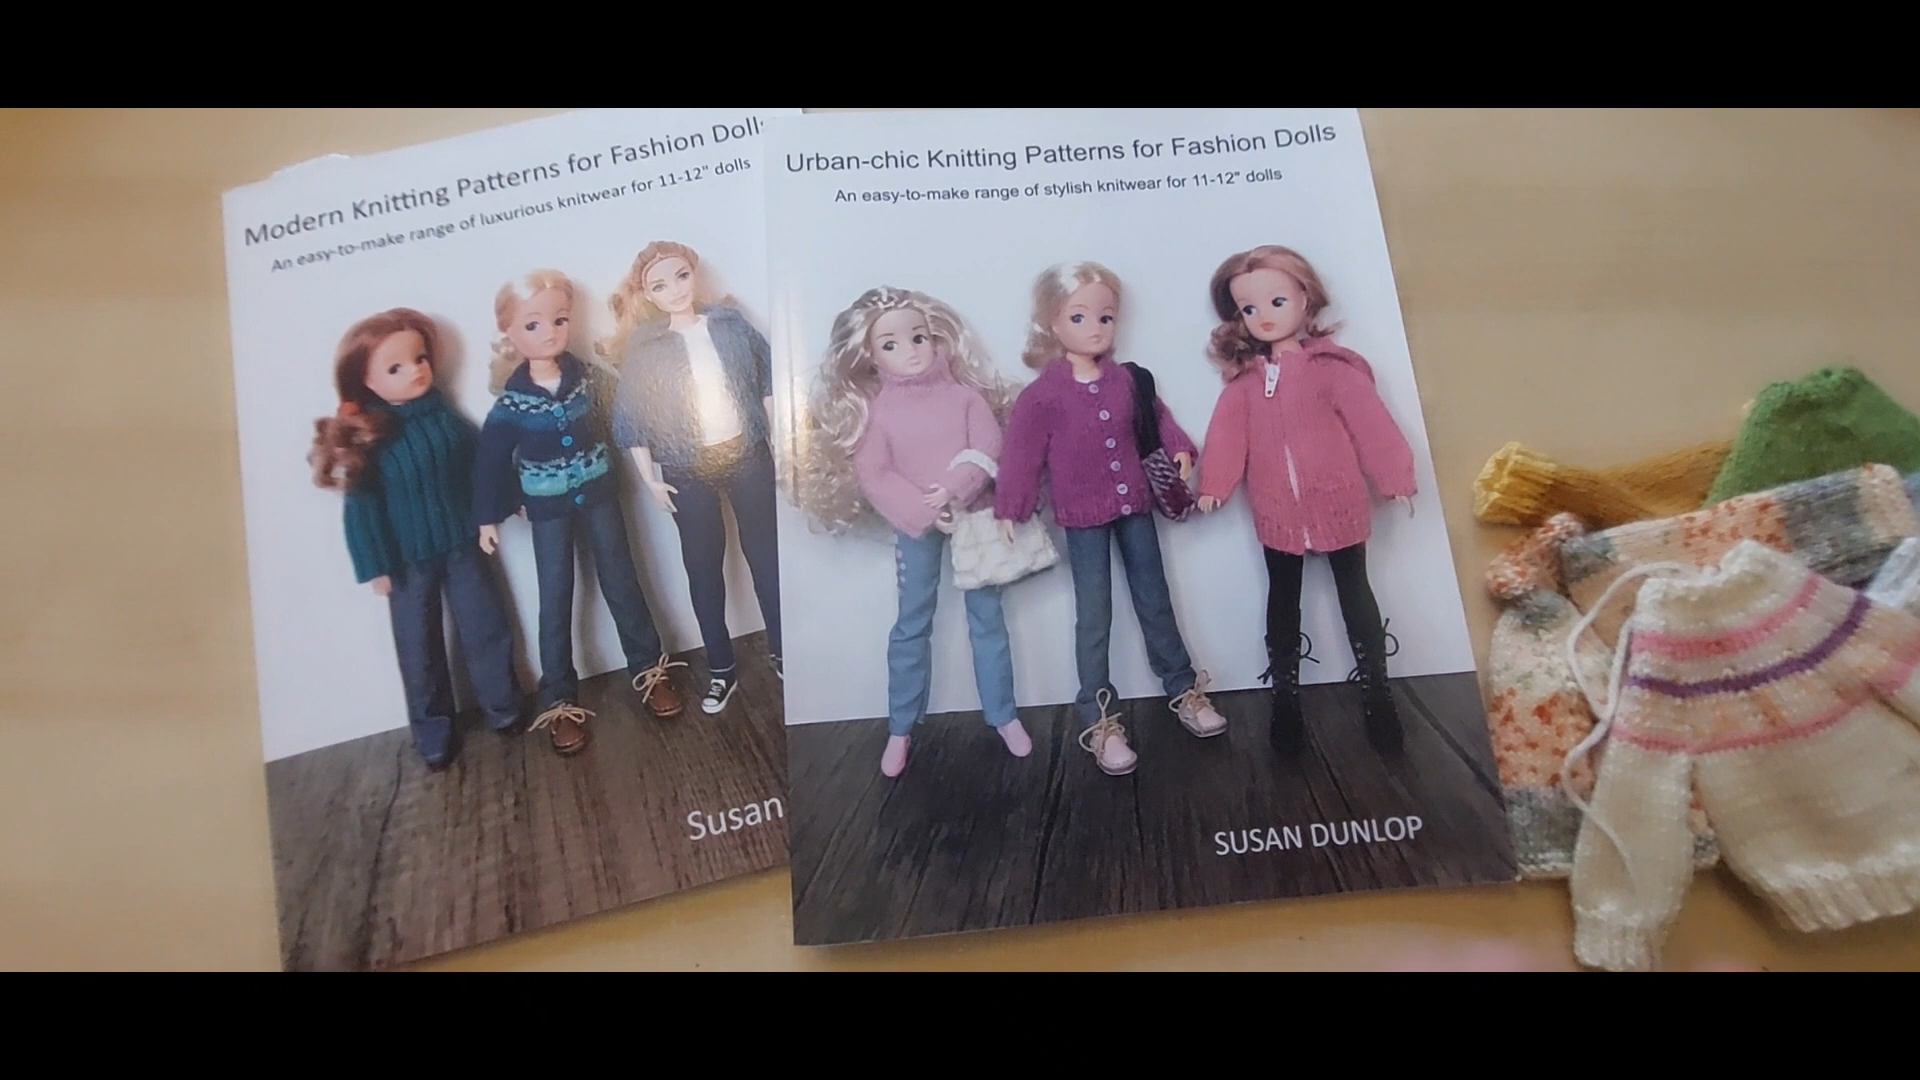 Modern Knitting Patterns for Fashion Dolls
An easy-to-make range of luxurious knitwear for 11-12" dolls
Susan
Urban-chic Knitting Patterns for Fashion Dolls
An easy-to-make range of stylish knitwear for 11-12" dolls
SUSAN DUNLOP